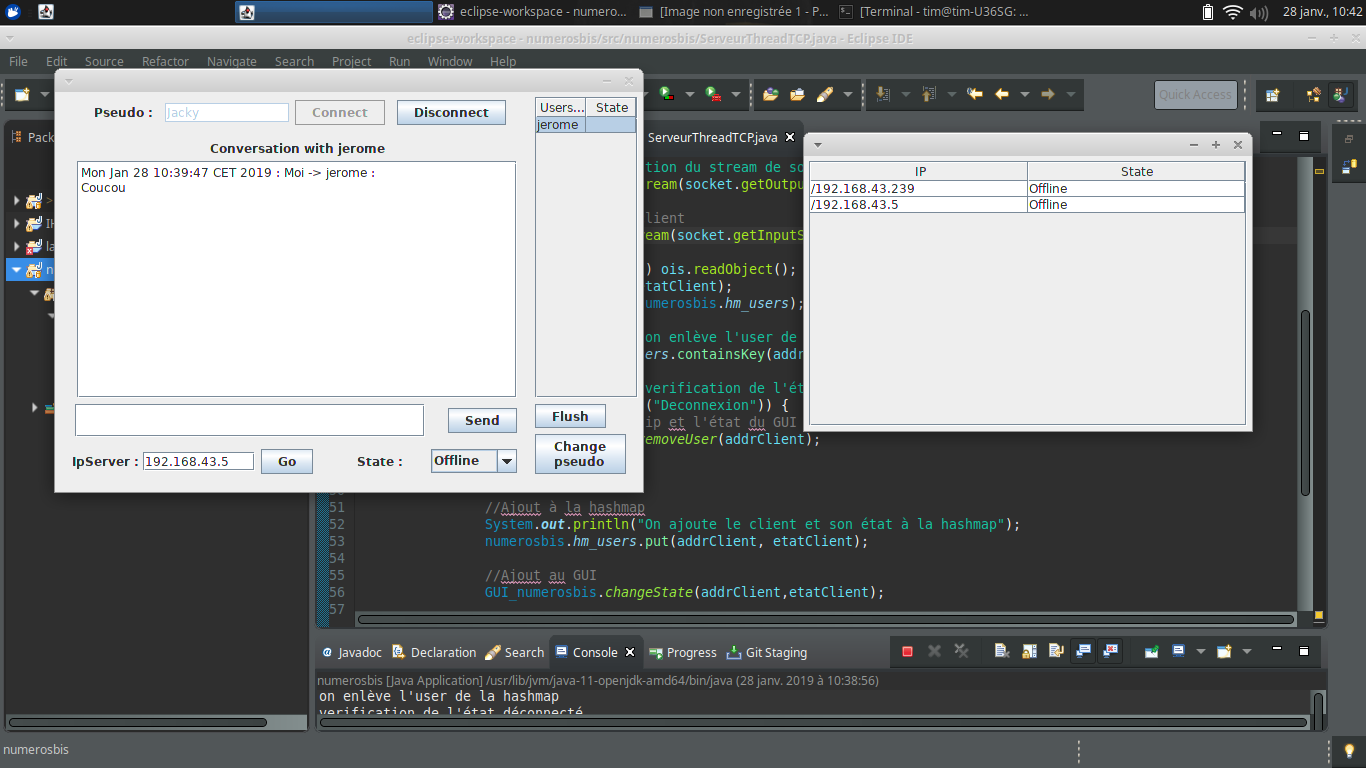 eclipse-workspace - numero...
[Image non enregistrée 1 - P...
[Terminal - tim@tim-U36SG: ...
28 janv., 10:42
eclipse-workspace - numerosbis/src/numerosbis/ServeurThreadTCP.java - Eclipse IDE
File Edit Source Refactor Navigate Search Project Run Window Help
Quick Access
Pseudo : Jacky Connect Disconnect
Users... State
jerome
Conversation with jerome
Mon Jan 28 10:39:47 CET 2019 : Moi -> jerome :
Coucou
Send
Flush
Change
pseudo
IpServer : 192.168.43.5 Go State : Offline
Pack
ServeurThreadTCP.java
IP State
/192.168.43.239 Offline
/192.168.43.5 Offline
tion du stream de so
ream(socket.getOutpu
lient
ream(socket.getInputS
) ois.readObject();
tatClient);
numerosbis.hm_users);
on enlève l'user de
ers.containsKey(addr
verification de l'ét
("Deconnexion")) {
ip et l'état du GUI
emoveUser(addrClient);
51 //Ajout à la hashmap
52 System.out.println("On ajoute le client et son état à la hashmap");
53 numerosbis.hm_users.put(addrClient, etatClient);
54
55 //Ajout au GUI
56 GUI_numerosbis.changeState(addrClient,etatClient);
57
Javadoc Declaration Search Console Progress Git Staging
numerosbis [Java Application] /usr/lib/jvm/java-11-openjdk-amd64/bin/java (28 janv. 2019 à 10:38:56)
on enlève l'user de la hashmap
verification de l'état déconnecté
numerosbis